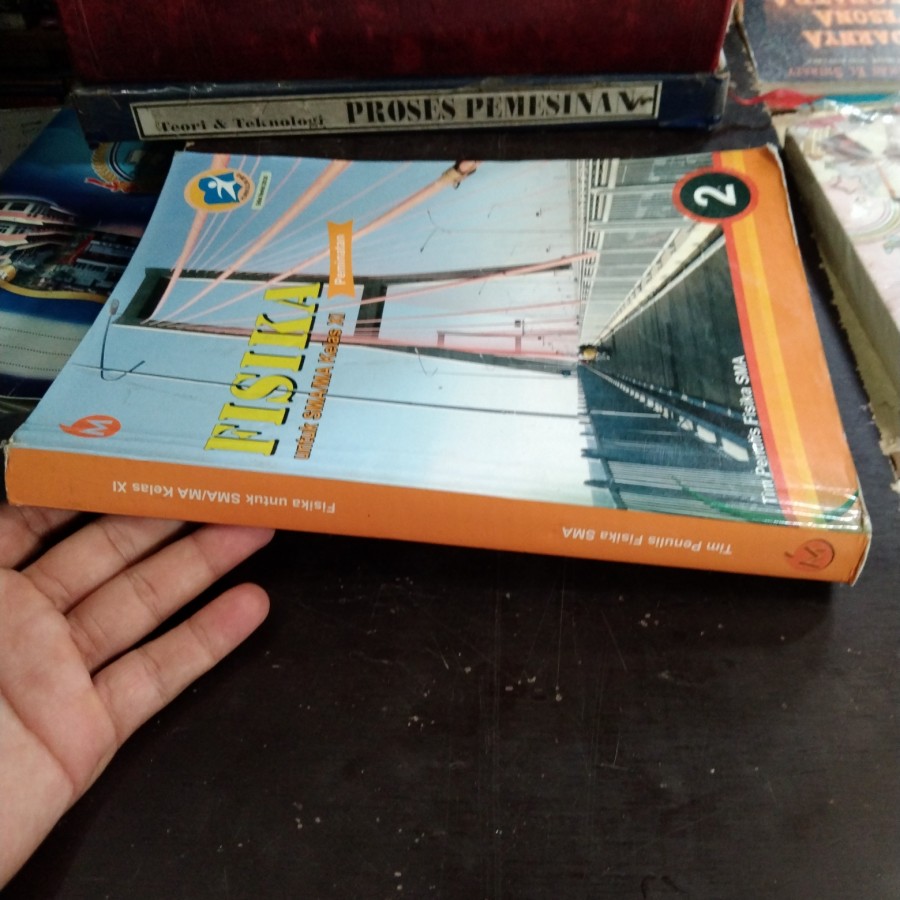 Teori & Teknologi PROSES PEMESINAN
FISIKA
untuk SMA/MA Kelas XI
Peminatan
2
Tim Penulis Fisika SMA
Fisika untuk SMA/MA Kelas XI
Tim Penulis Fisika SMA